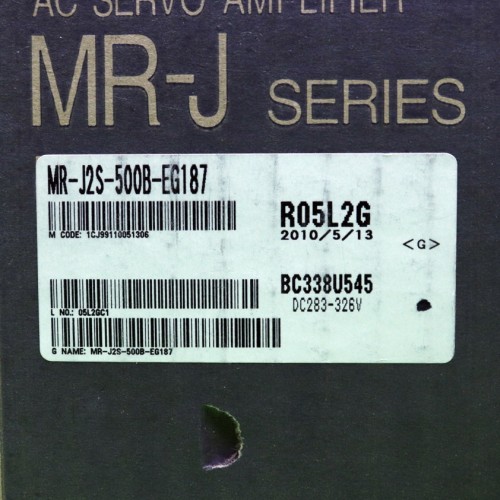 AC SERVO AMPLIFIER
MR-J SERIES
MR-J2S-500B-EG187
M CODE: 1CJ99110051306
R05L2G
2010/5/13
<G>
BC338U545
DC283-326V
L NO.: 05L2GC1
G NAME: MR-J2S-500B-EG187